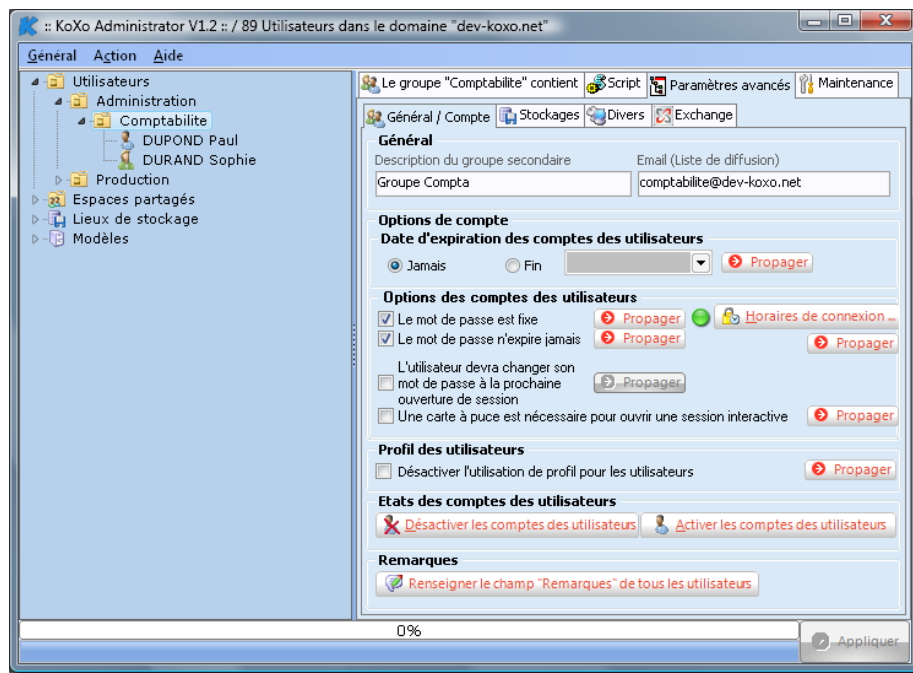 :: KoXo Administrator V1.2 :: / 89 Utilisateurs dans le domaine "dev-koxo.net"
Général Action Aide
Utilisateurs
Administration
Comptabilite
DUPOND Paul
DURAND Sophie
Production
Espaces partagés
Lieux de stockage
Modèles
Le groupe "Comptabilite" contient Script Paramètres avancés Maintenance
Général / Compte Stockages Divers Exchange
Général
Description du groupe secondaire Email (Liste de diffusion)
Groupe Compta comptabilite@dev-koxo.net
Options de compte
Date d'expiration des comptes des utilisateurs
Jamais Fin Propager
Options des comptes des utilisateurs
Le mot de passe est fixe Propager Horaires de connexion ...
Le mot de passe n'expire jamais Propager Propager
L'utilisateur devra changer son
mot de passe à la prochaine Propager
ouverture de session
Une carte à puce est nécessaire pour ouvrir une session interactive Propager
Profil des utilisateurs
Désactiver l'utilisation de profil pour les utilisateurs Propager
Etats des comptes des utilisateurs
Désactiver les comptes des utilisateurs Activer les comptes des utilisateurs
Remarques
Renseigner le champ "Remarques" de tous les utilisateurs
0%
Appliquer